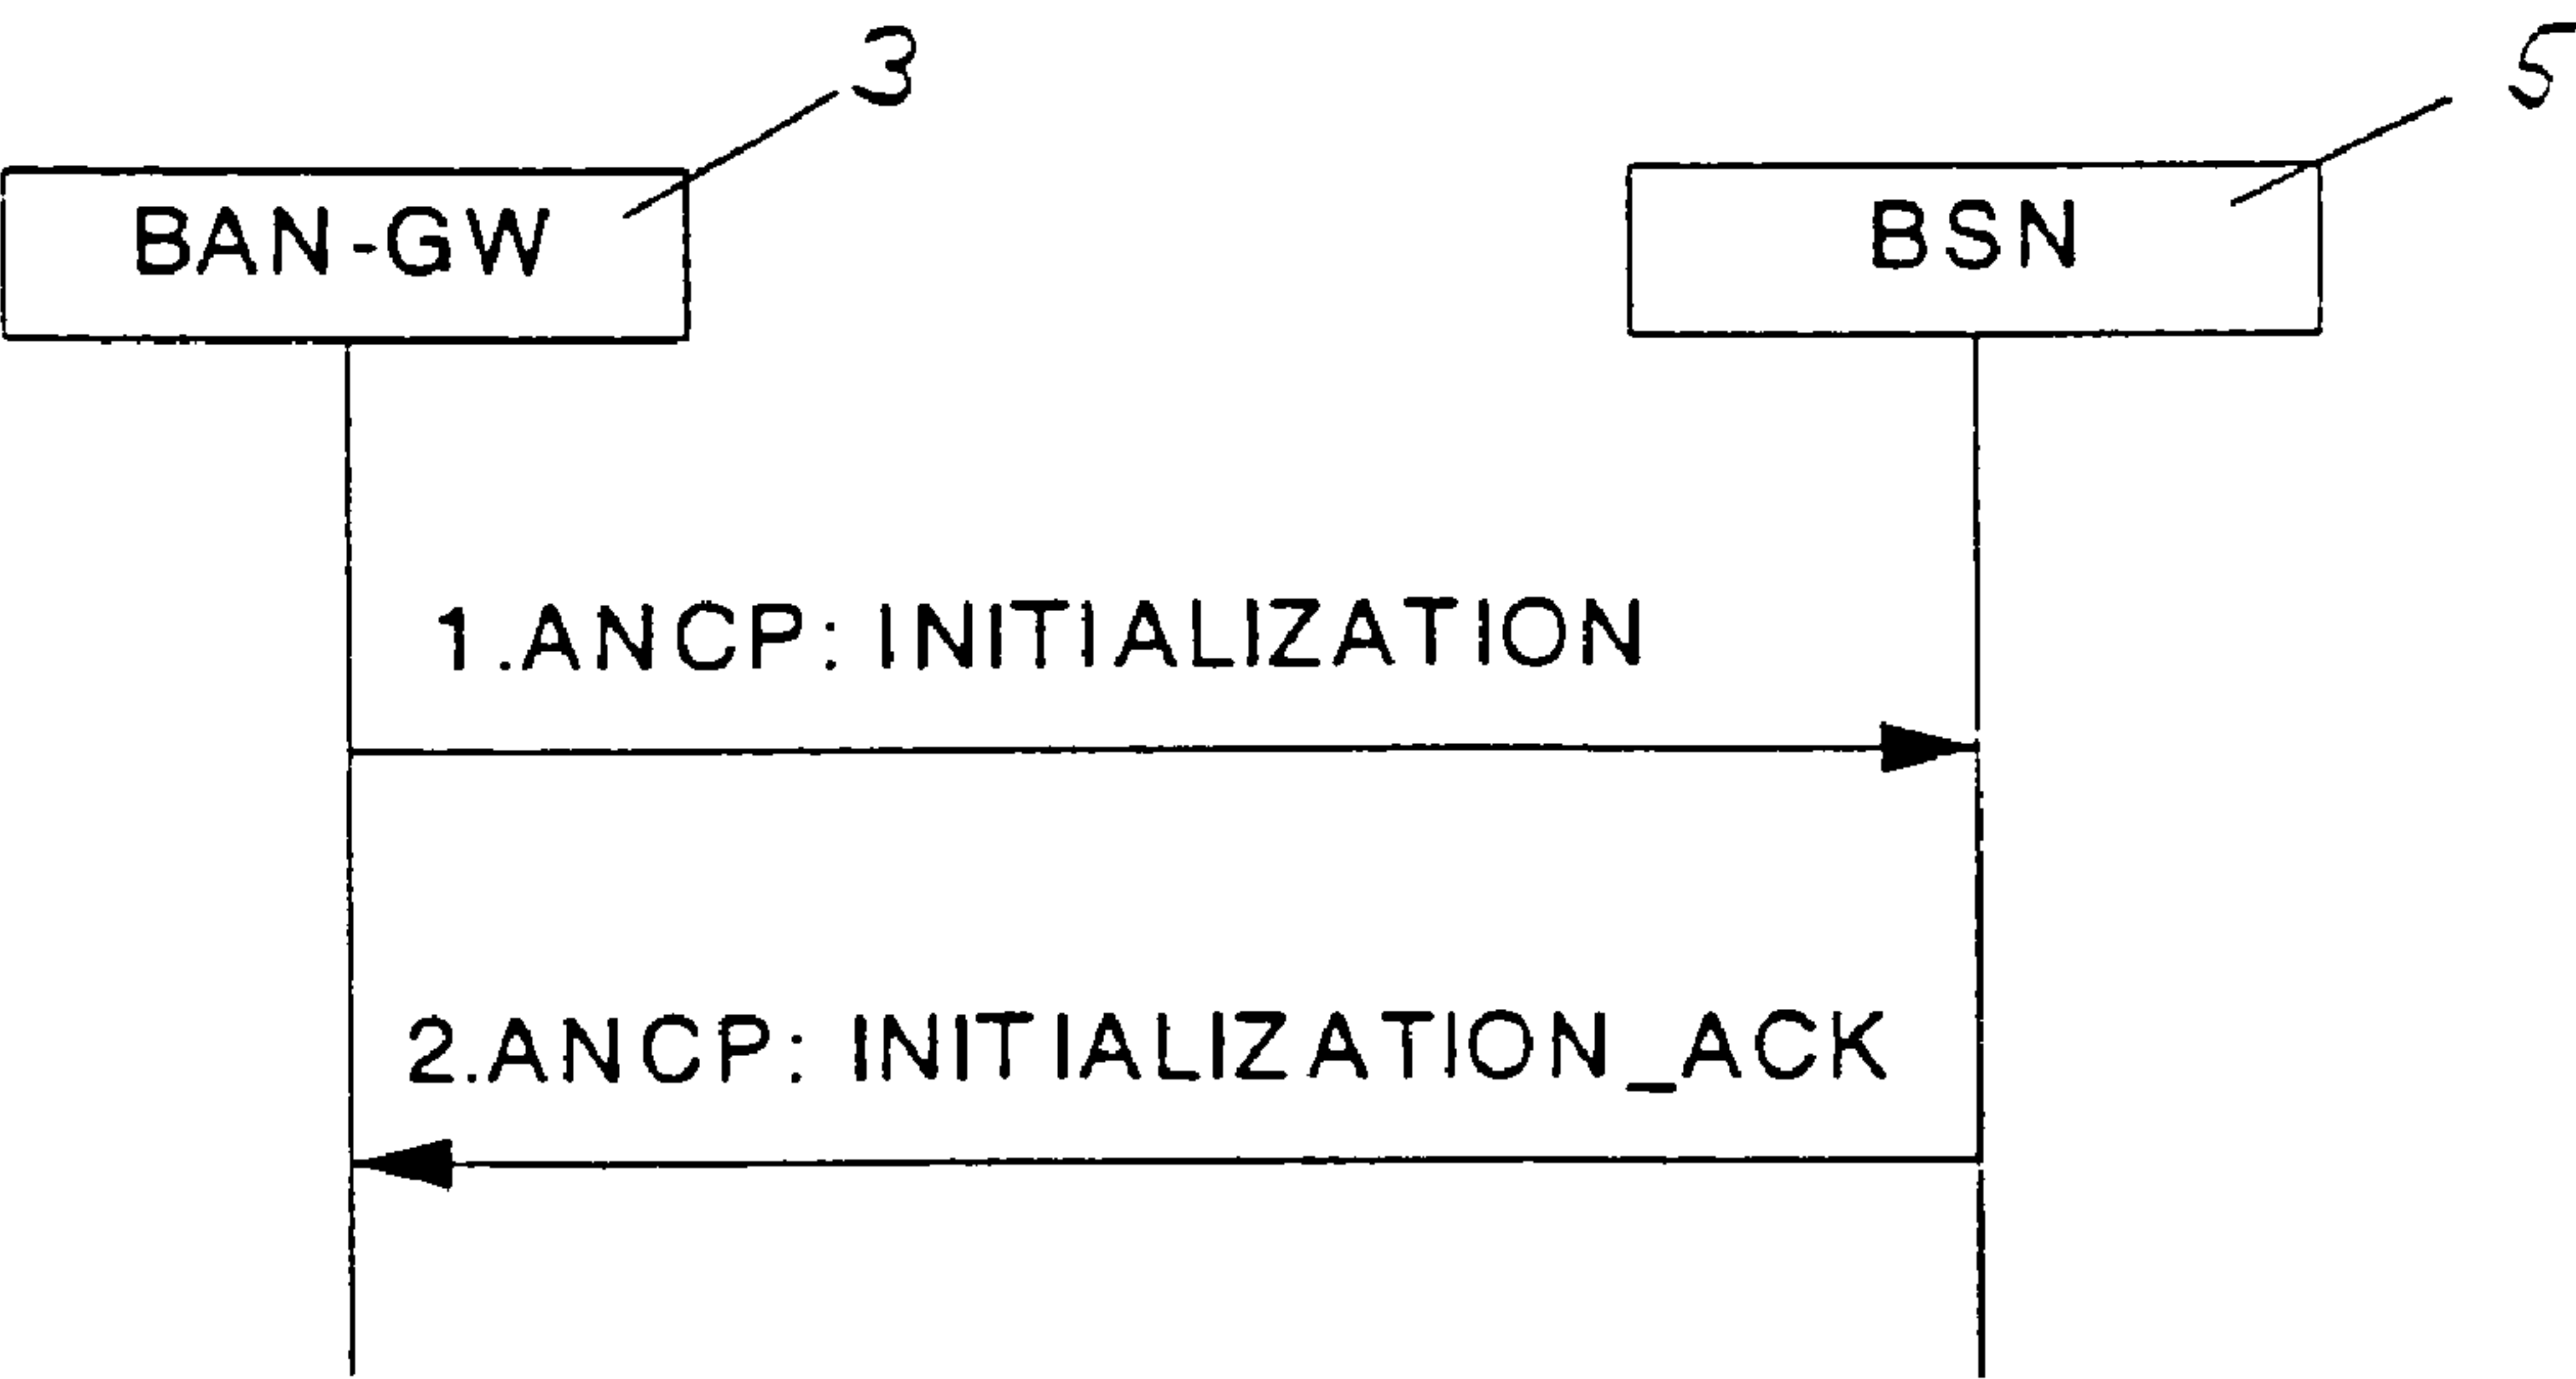 3
5
BAN-GW
BSN
1.ANCP: INITIALIZATION
2.ANCP: INITIALIZATION_ACK